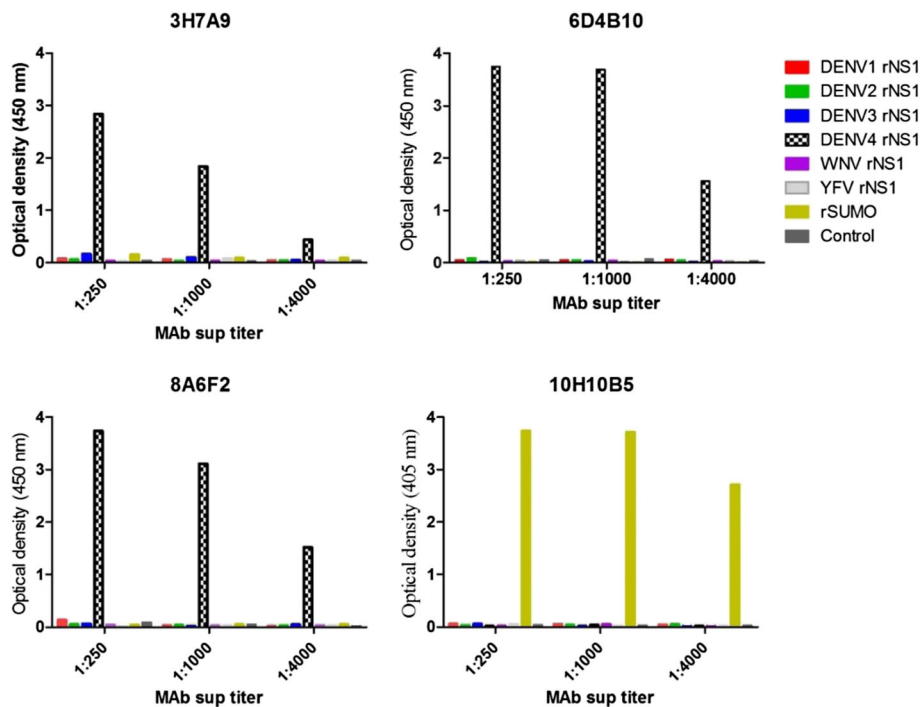 3H7A9
4
3
2
1
0
Optical density (450 nm)
1:250
1:1000
1:4000
MAb sup titer
6D4B10
4
3
2
1
0
Optical density (450 nm)
1:250
1:1000
1:4000
MAb sup titer
DENV1 rNS1
DENV2 rNS1
DENV3 rNS1
DENV4 rNS1
WNV rNS1
YFV rNS1
rSUMO
Control
8A6F2
4
3
2
1
0
Optical density (450 nm)
1:250
1:1000
1:4000
MAb sup titer
10H10B5
4
3
2
1
0
Optical density (405 nm)
1:250
1:1000
1:4000
MAb sup titer